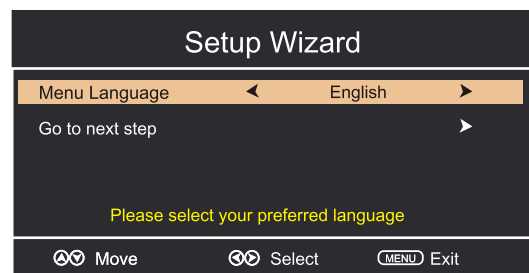 Setup Wizard
Menu Language English
Go to next step
Please select your preferred language
Move Select MENU Exit